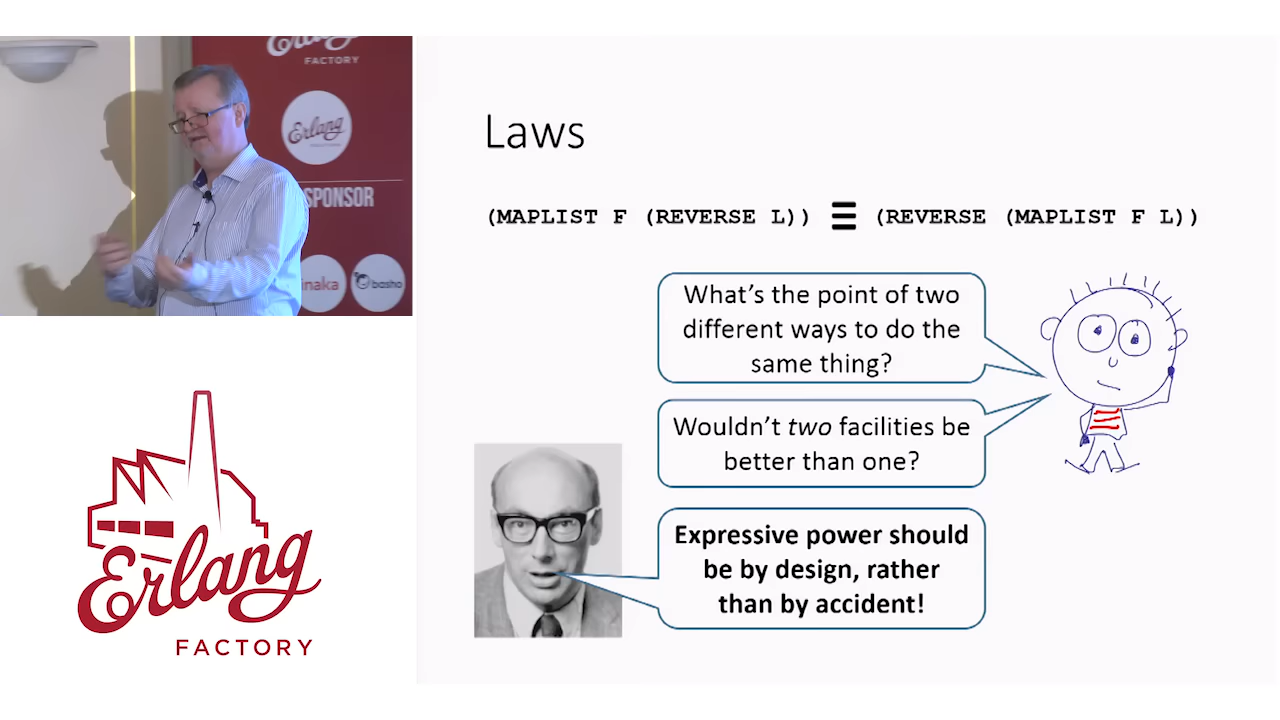 Erlang
FACTORY
Erlang
SPONSOR
inaka
basho
Laws
(MAPLIST F (REVERSE L)) ≡ (REVERSE (MAPLIST F L))
What's the point of two
different ways to do the
same thing?
Wouldn't two facilities be
better than one?
Expressive power should
be by design, rather
than by accident!
Erlang
FACTORY